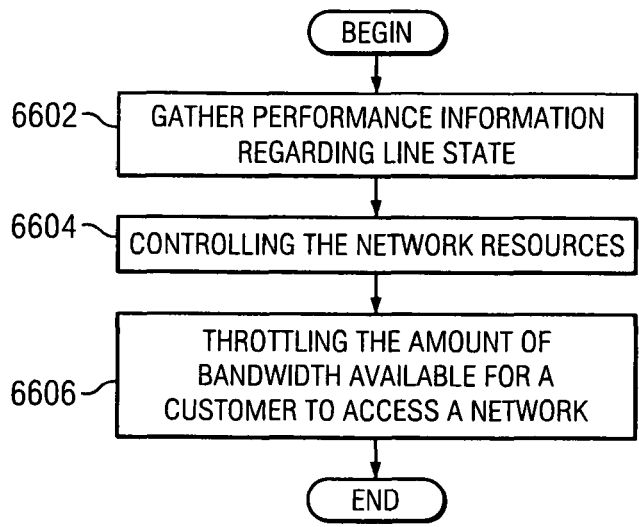 BEGIN
6602
GATHER PERFORMANCE INFORMATION
REGARDING LINE STATE
6604
CONTROLLING THE NETWORK RESOURCES
6606
THROTTLING THE AMOUNT OF
BANDWIDTH AVAILABLE FOR A
CUSTOMER TO ACCESS A NETWORK
END